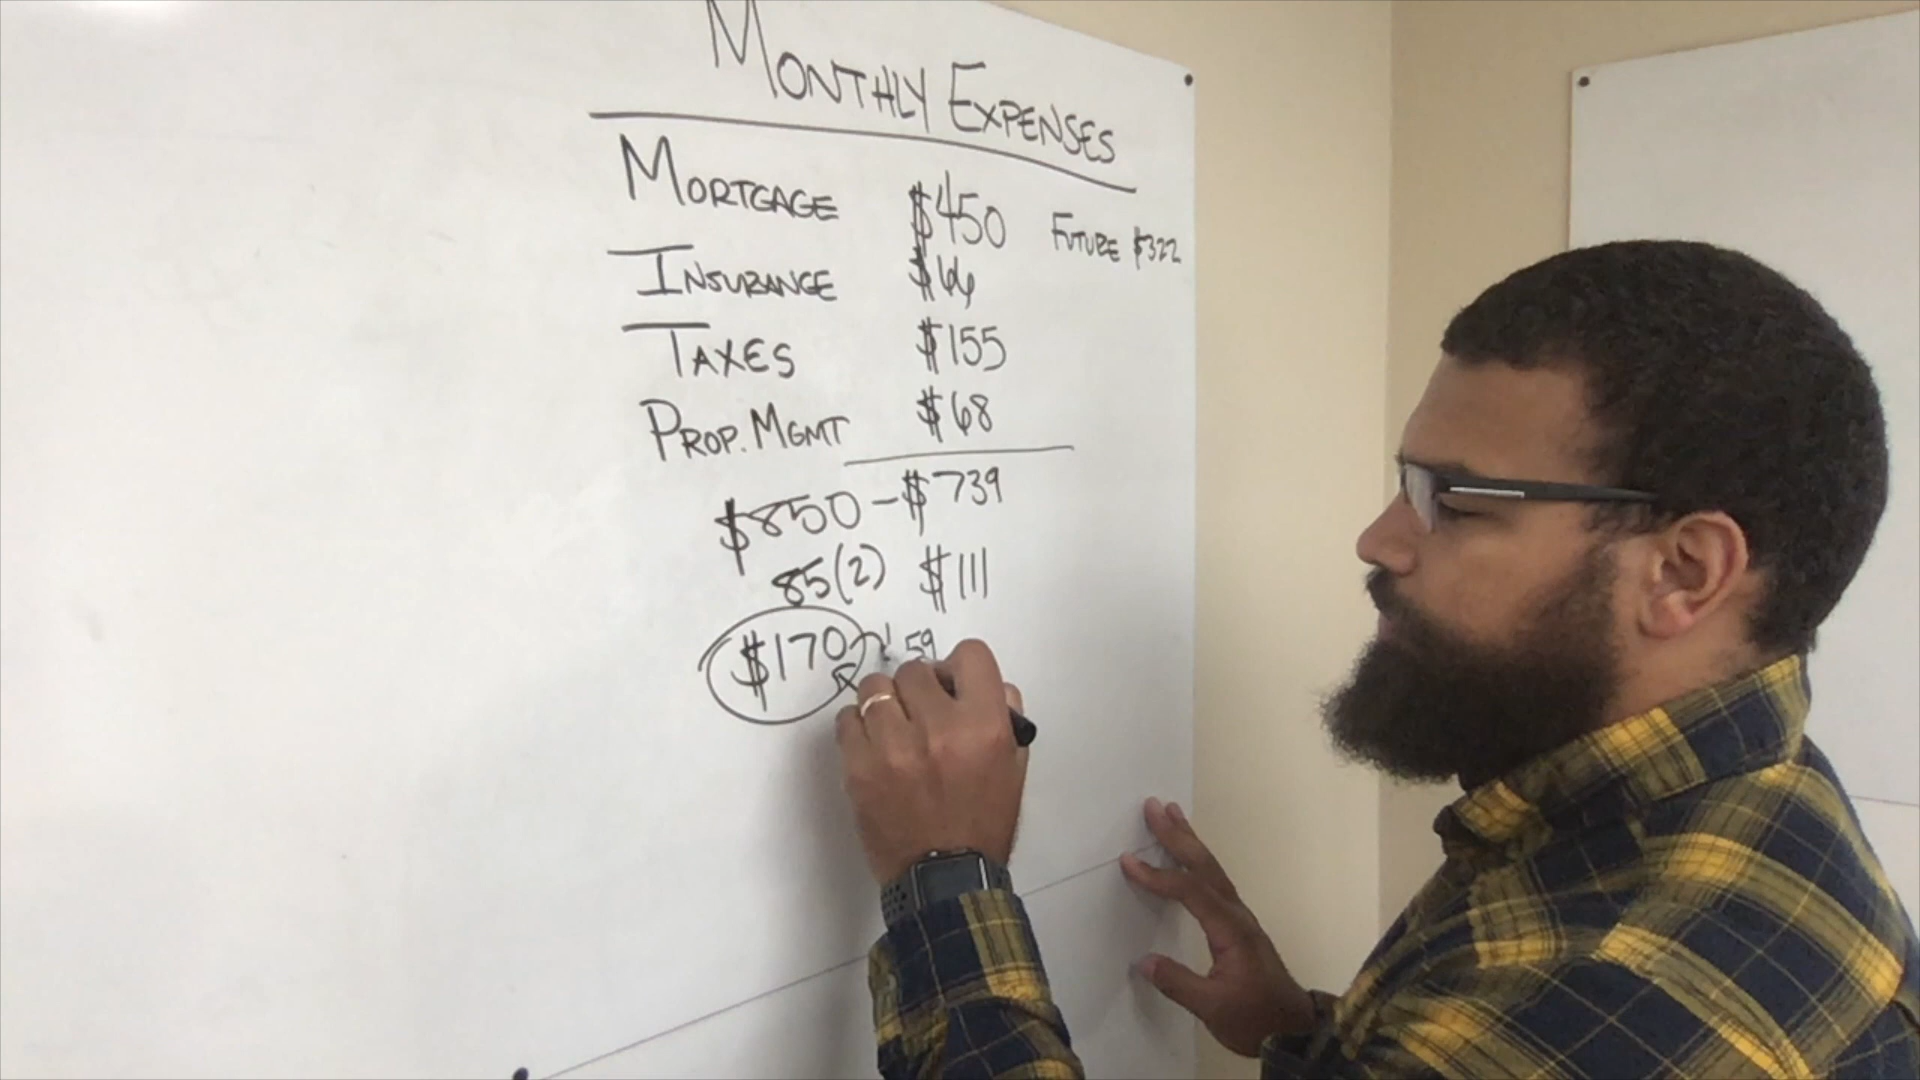 MONTHLY EXPENSES
MORTGAGE $450 FUTURE $322
INSURANCE $66
TAXES $155
PROP. MGMT $68
$850 - $739
85(2) $111
$170 59